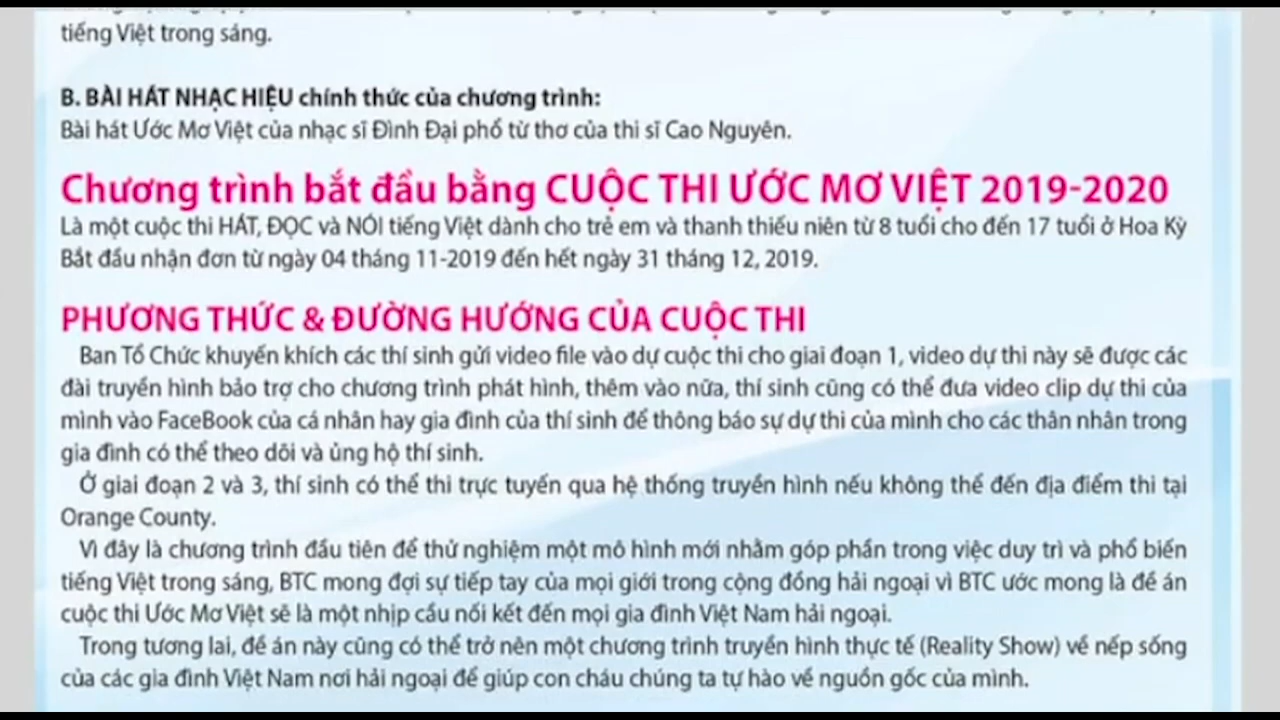 tiếng Việt trong sáng.
B. BÀI HÁT NHẠC HIỆU chính thức của chương trình:
Bài hát Ước Mơ Việt của nhạc sĩ Đình Đại phổ từ thơ của thi sĩ Cao Nguyên.
Chương trình bắt đầu bằng CUỘC THI ƯỚC MƠ VIỆT 2019-2020
Là một cuộc thi HÁT, ĐỌC và NÓI tiếng Việt dành cho trẻ em và thanh thiếu niên từ 8 tuổi cho đến 17 tuổi ở Hoa Kỳ
Bắt đầu nhận đơn từ ngày 04 tháng 11-2019 đến hết ngày 31 tháng 12, 2019.
PHƯƠNG THỨC & ĐƯỜNG HƯỚNG CỦA CUỘC THI
Ban Tổ Chức khuyến khích các thí sinh gửi video file vào dự cuộc thi cho giai đoạn 1, video dự thi này sẽ được các
đài truyền hình bảo trợ cho chương trình phát hình, thêm vào nữa, thí sinh cũng có thể đưa video clip dự thi của
mình vào FaceBook của cá nhân hay gia đình của thí sinh để thông báo sự dự thi của mình cho các thân nhân trong
gia đình có thể theo dõi và ủng hộ thí sinh.
Ở giai đoạn 2 và 3, thí sinh có thể thi trực tuyến qua hệ thống truyền hình nếu không thể đến địa điểm thi tại
Orange County.
Vì đây là chương trình đầu tiên để thử nghiệm một mô hình mới nhằm góp phần trong việc duy trì và phổ biến
tiếng Việt trong sáng, BTC mong đợi sự tiếp tay của mọi giới trong cộng đồng hải ngoại vì BTC ước mong là đề án
cuộc thi Ước Mơ Việt sẽ là một nhịp cầu nối kết đến mọi gia đình Việt Nam hải ngoại.
Trong tương lai, đề án này cũng có thể trở nên một chương trình truyền hình thực tế (Reality Show) về nếp sống
của các gia đình Việt Nam nơi hải ngoại để giúp con cháu chúng ta tự hào về nguồn gốc của mình.